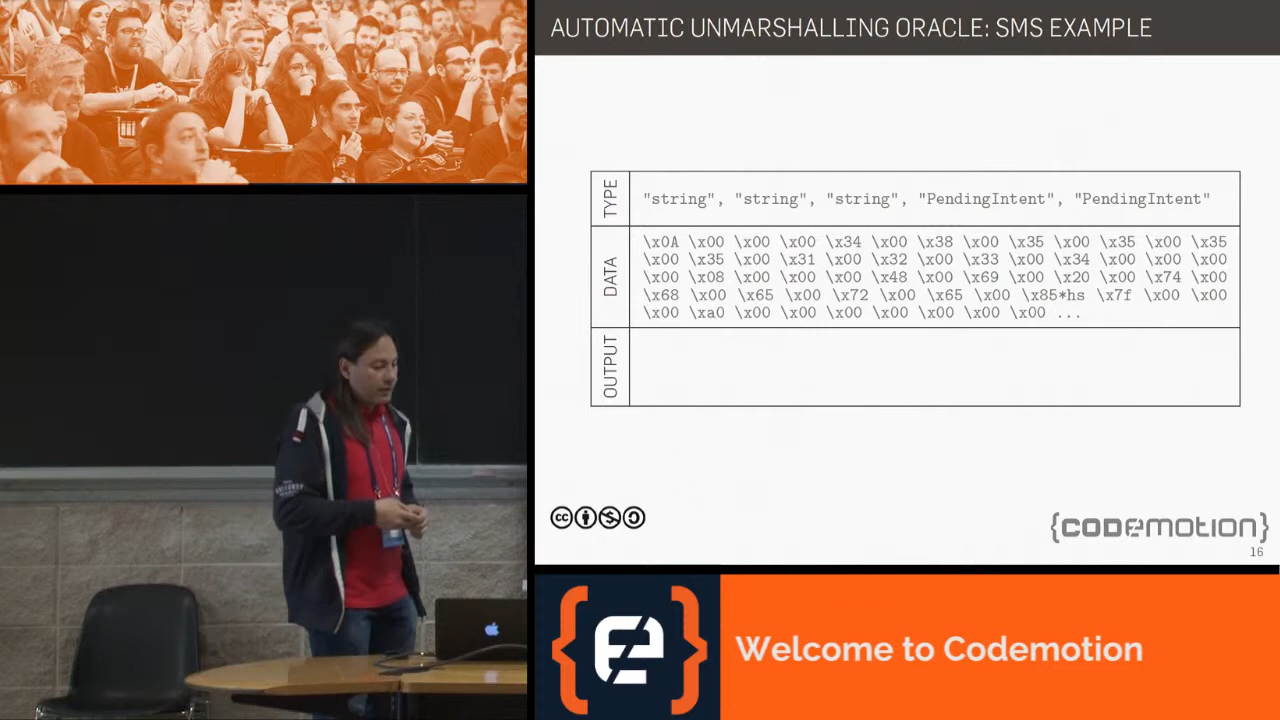 AUTOMATIC UNMARSHALLING ORACLE: SMS EXAMPLE
TYPE
"string", "string", "string", "PendingIntent", "PendingIntent"
DATA
\x0A \x00 \x00 \x00 \x34 \x00 \x38 \x00 \x35 \x00 \x35 \x00 \x35
\x00 \x35 \x00 \x31 \x00 \x32 \x00 \x33 \x00 \x34 \x00 \x00 \x00
\x00 \x08 \x00 \x00 \x00 \x48 \x00 \x69 \x00 \x20 \x00 \x74 \x00
\x68 \x00 \x65 \x00 \x72 \x00 \x65 \x00 \x85*hs \x7f \x00 \x00
\x00 \xa0 \x00 \x00 \x00 \x00 \x00 \x00 \x00 ...
OUTPUT
cc
{CODEMOTION}
16
Welcome to Codemotion